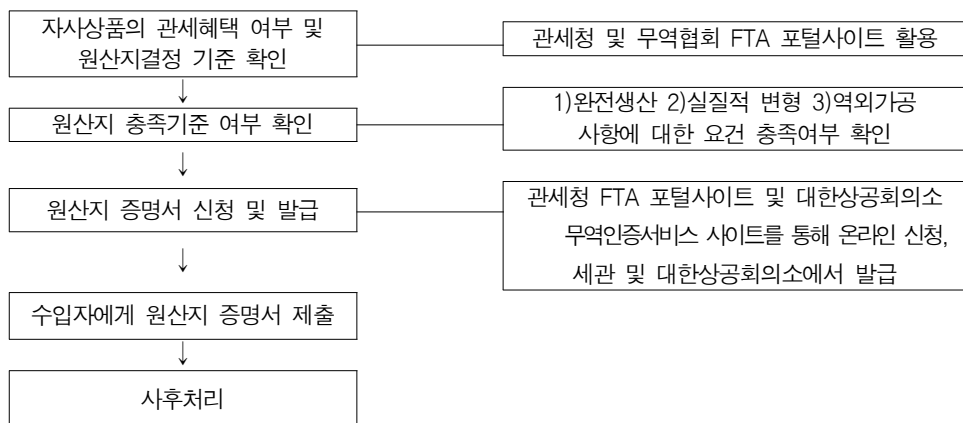 자사상품의 관세혜택 여부 및
원산지결정 기준 확인
관세청 및 무역협회 FTA 포털사이트 활용
↓
원산지 충족기준 여부 확인
1)완전생산 2)실질적 변형 3)역외가공
사항에 대한 요건 충족여부 확인
↓
원산지 증명서 신청 및 발급
관세청 FTA 포털사이트 및 대한상공회의소
무역인증서비스 사이트를 통해 온라인 신청,
세관 및 대한상공회의소에서 발급
↓
수입자에게 원산지 증명서 제출
↓
사후처리